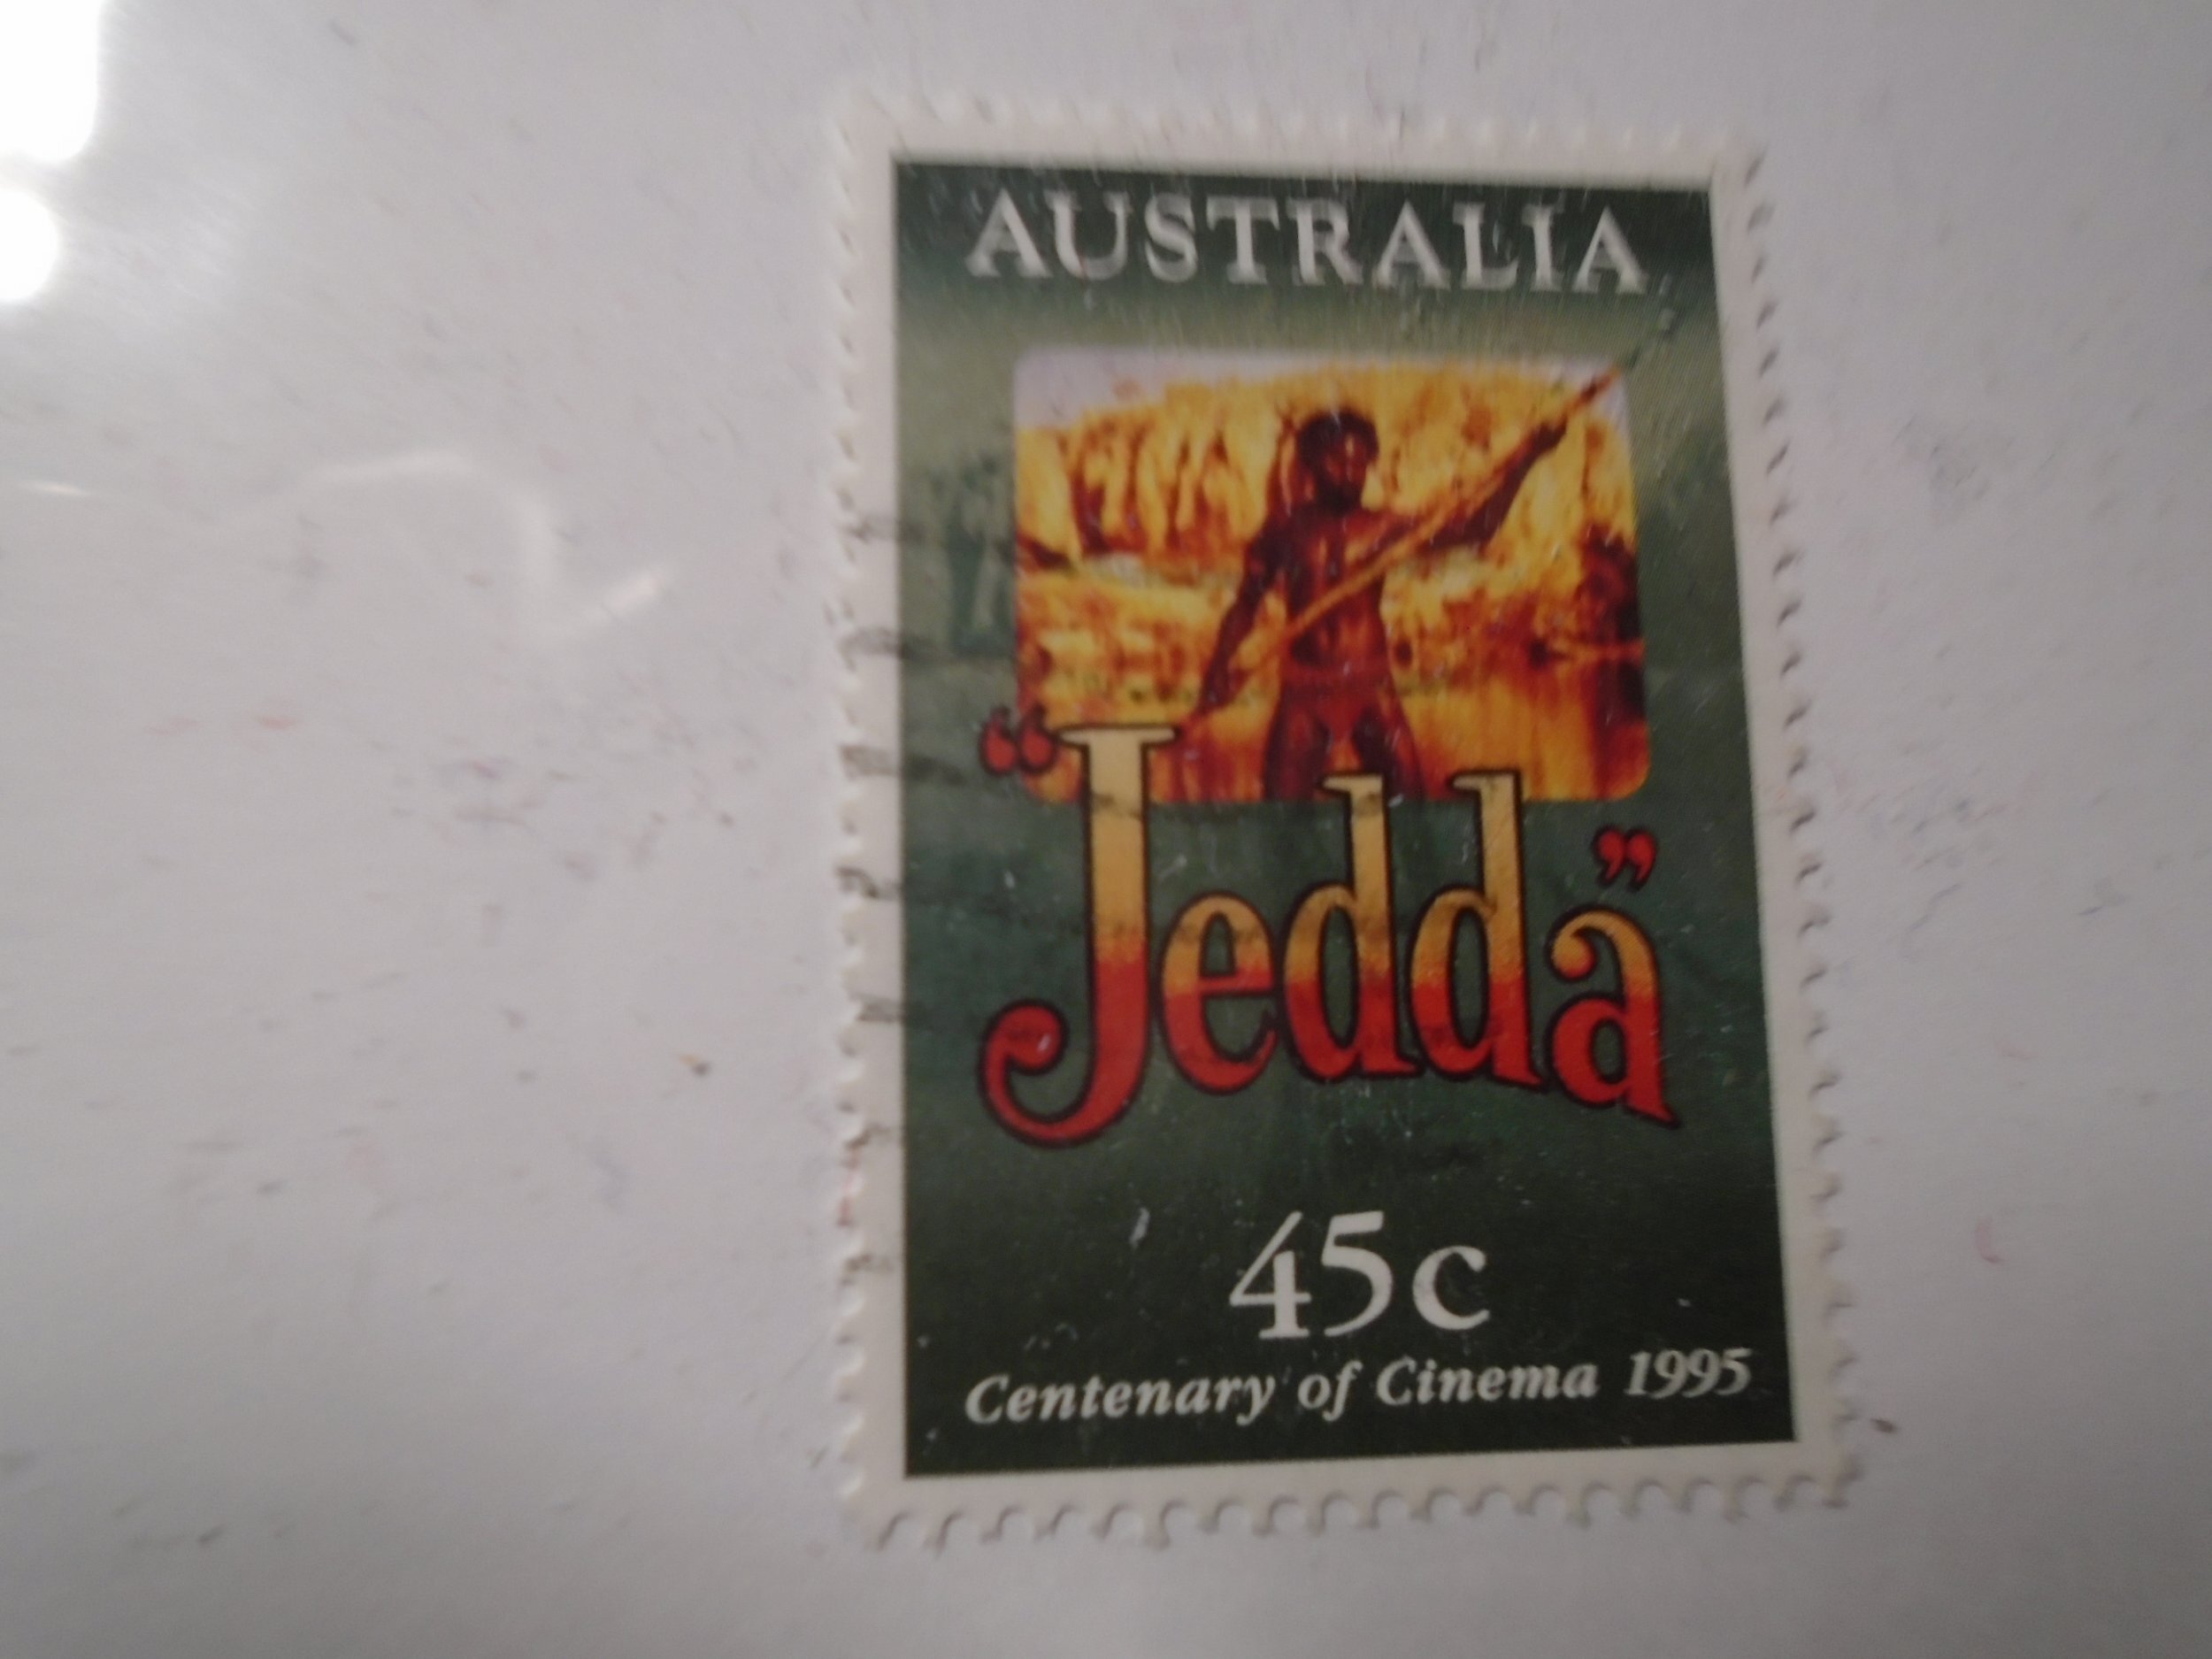 AUSTRALIA
“Jedda”
45c
Centenary of Cinema 1995